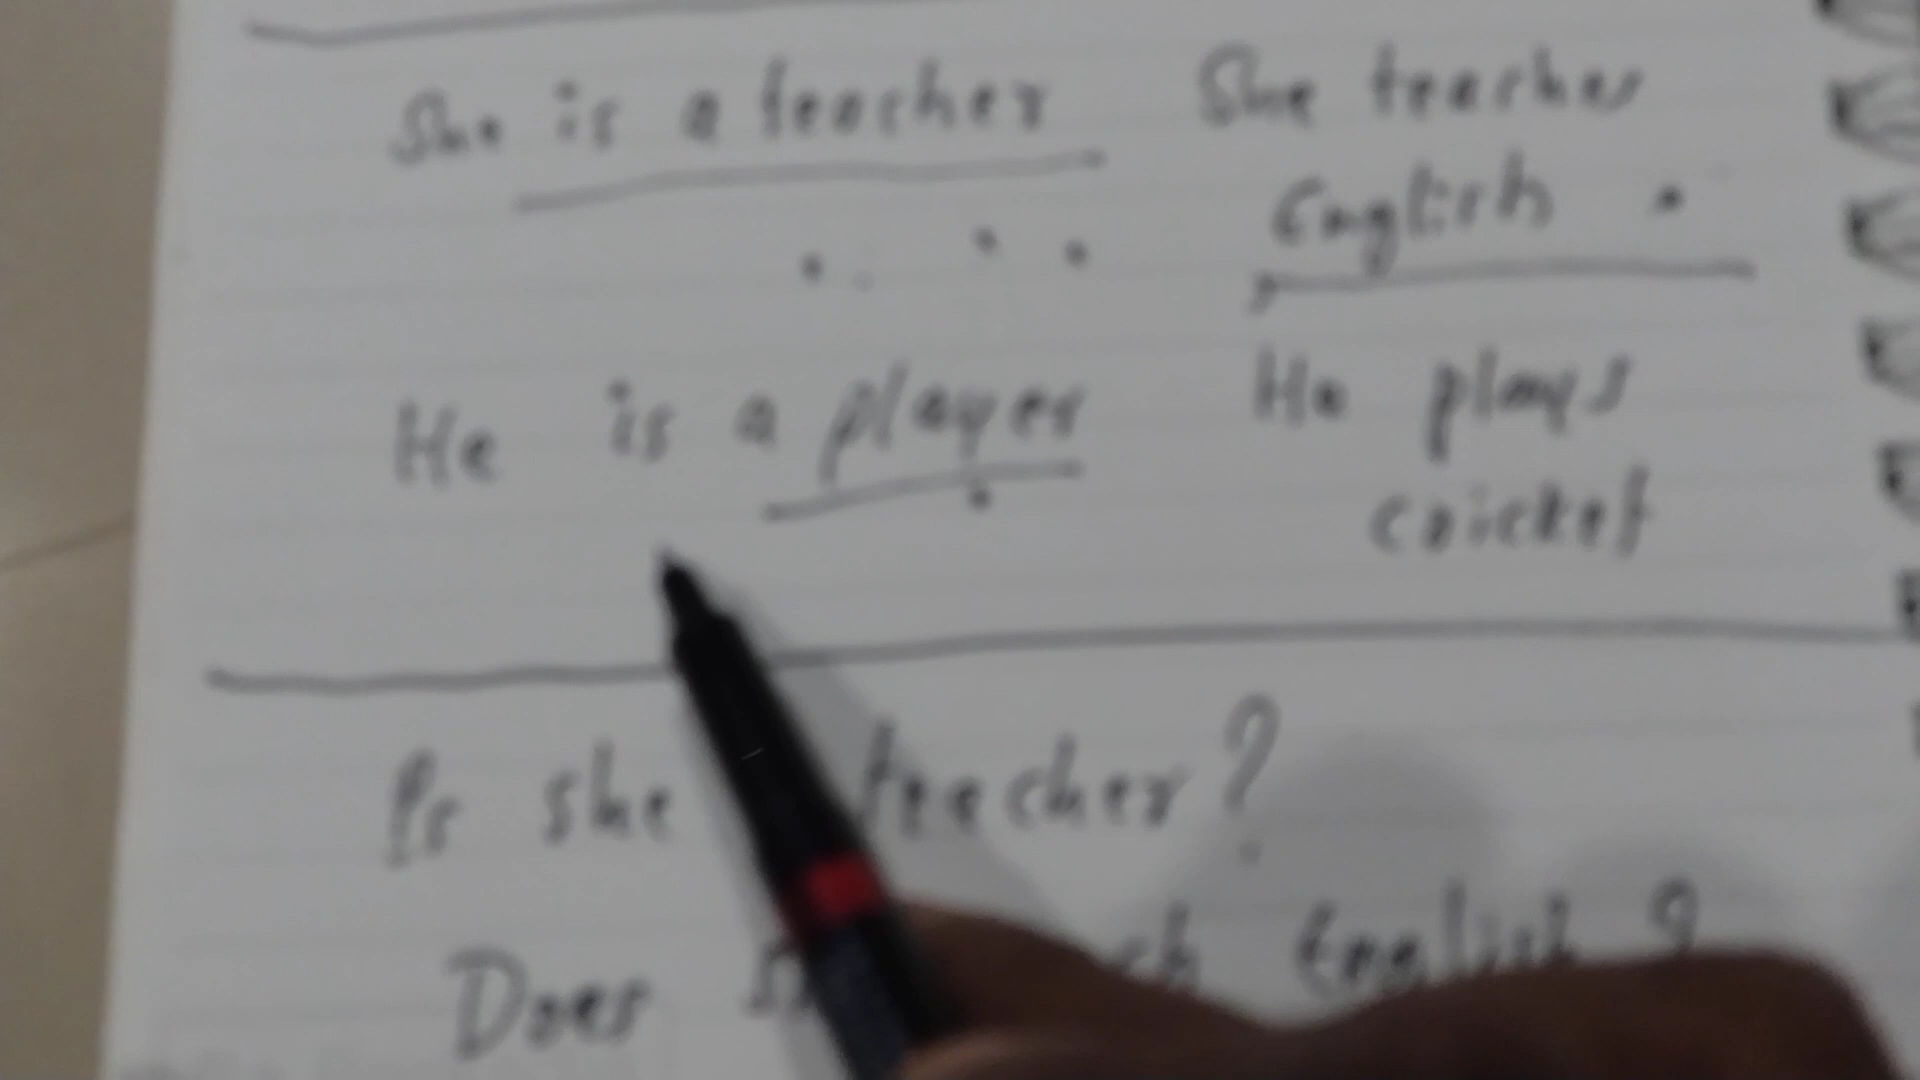 She is a teacher
She teaches
English .
He is a player
He plays
cricket
Is she teacher?
Does English ?